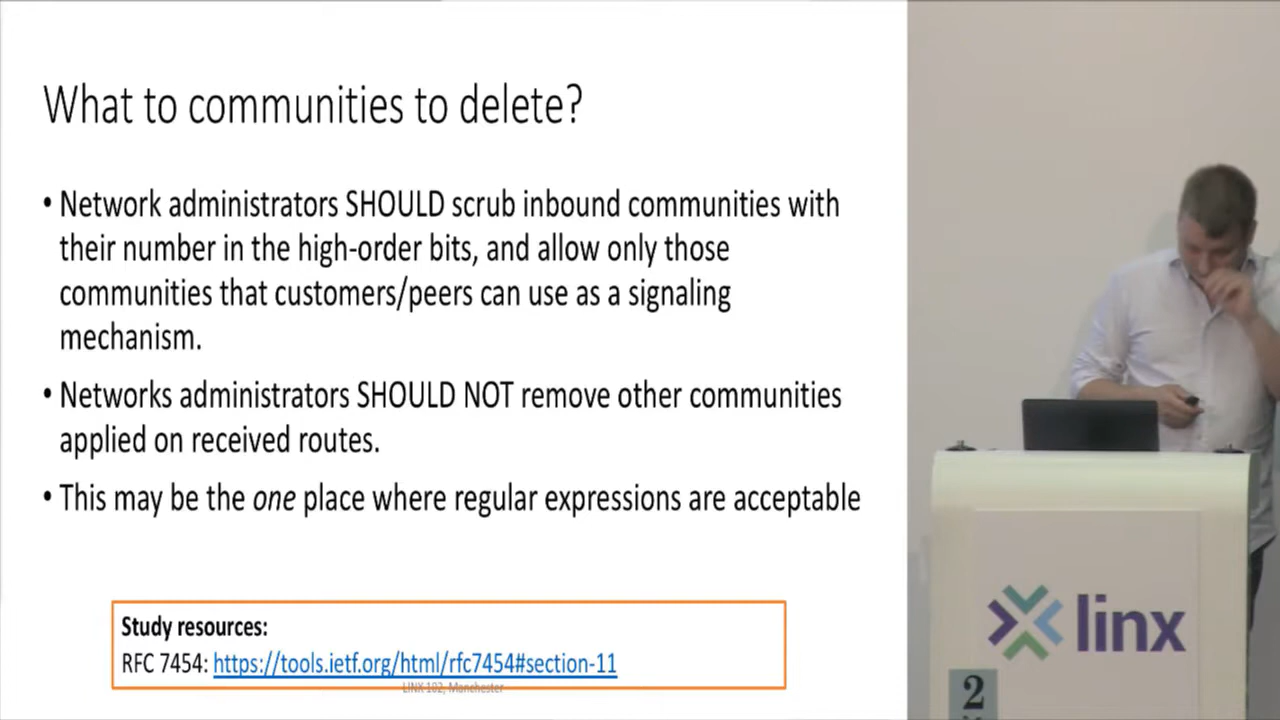 What to communities to delete?
• Network administrators SHOULD scrub inbound communities with
their number in the high-order bits, and allow only those
communities that customers/peers can use as a signaling
mechanism.
• Networks administrators SHOULD NOT remove other communities
applied on received routes.
• This may be the one place where regular expressions are acceptable
Study resources:
RFC 7454: https://tools.ietf.org/html/rfc7454#section-11
LINX 102, Manchester
linx
2